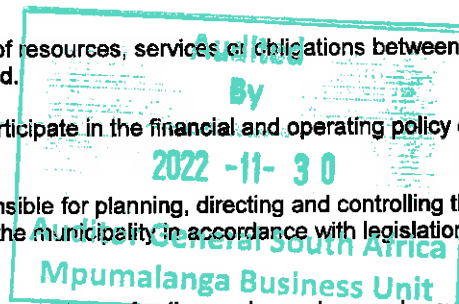 of resources, services or obligations between
Audited
d.
By
rticipate in the financial and operating policy
2022 -11- 30
nsible for planning, directing and controlling t
the municipality in accordance with legislation
Auditor General South Africa
Mpumalanga Business Unit